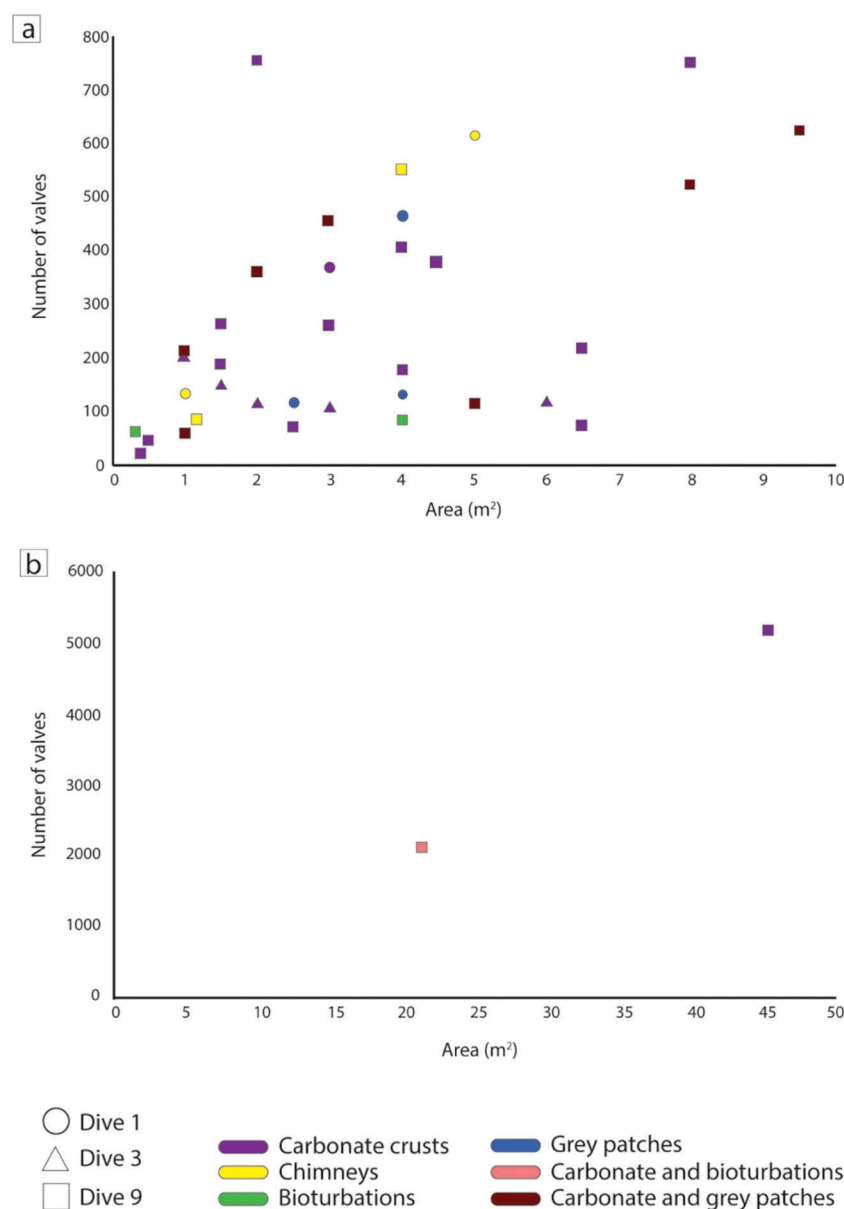 a
800
700
600
500
400
300
200
100
0
Number of valves
0 1 2 3 4 5 6 7 8 9 10
Area (m²)
b
6000
5000
4000
3000
2000
1000
0
Number of valves
0 5 10 15 20 25 30 35 40 45 50
Area (m²)
Dive 1
Dive 3
Dive 9
Carbonate crusts
Chimneys
Bioturbations
Grey patches
Carbonate and bioturbations
Carbonate and grey patches